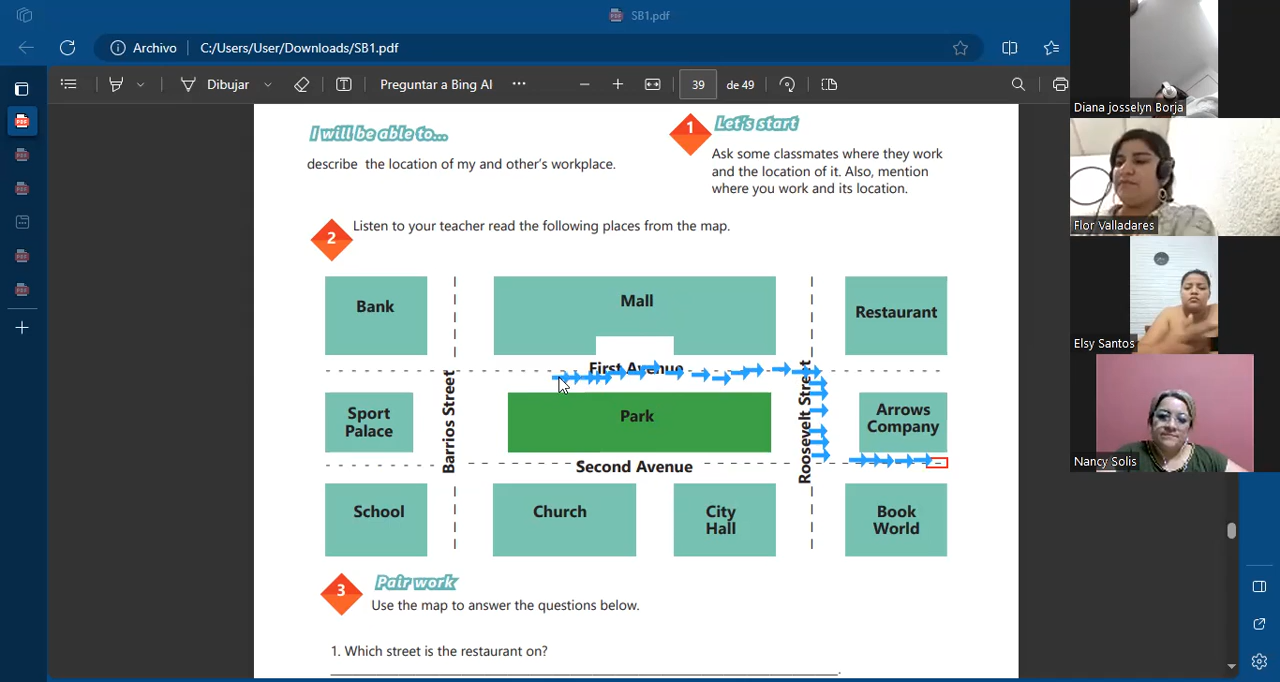 SB1.pdf
Archivo
C:/Users/User/Downloads/SB1.pdf
Dibujar
Preguntar a Bing AI
39
de 49
I will be able to...
describe the location of my and other's workplace.
1
Let's start
Ask some classmates where they work
and the location of it. Also, mention
where you work and its location.
2
Listen to your teacher read the following places from the map.
Bank
Mall
Restaurant
First Avenue
Barrios Street
Roosevelt Street
Sport
Palace
Park
Arrows
Company
Second Avenue
School
Church
City
Hall
Book
World
3
Pair work
Use the map to answer the questions below.
1. Which street is the restaurant on?
Diana josselyn Borja
Flor Valladares
Elsy Santos
Nancy Solis